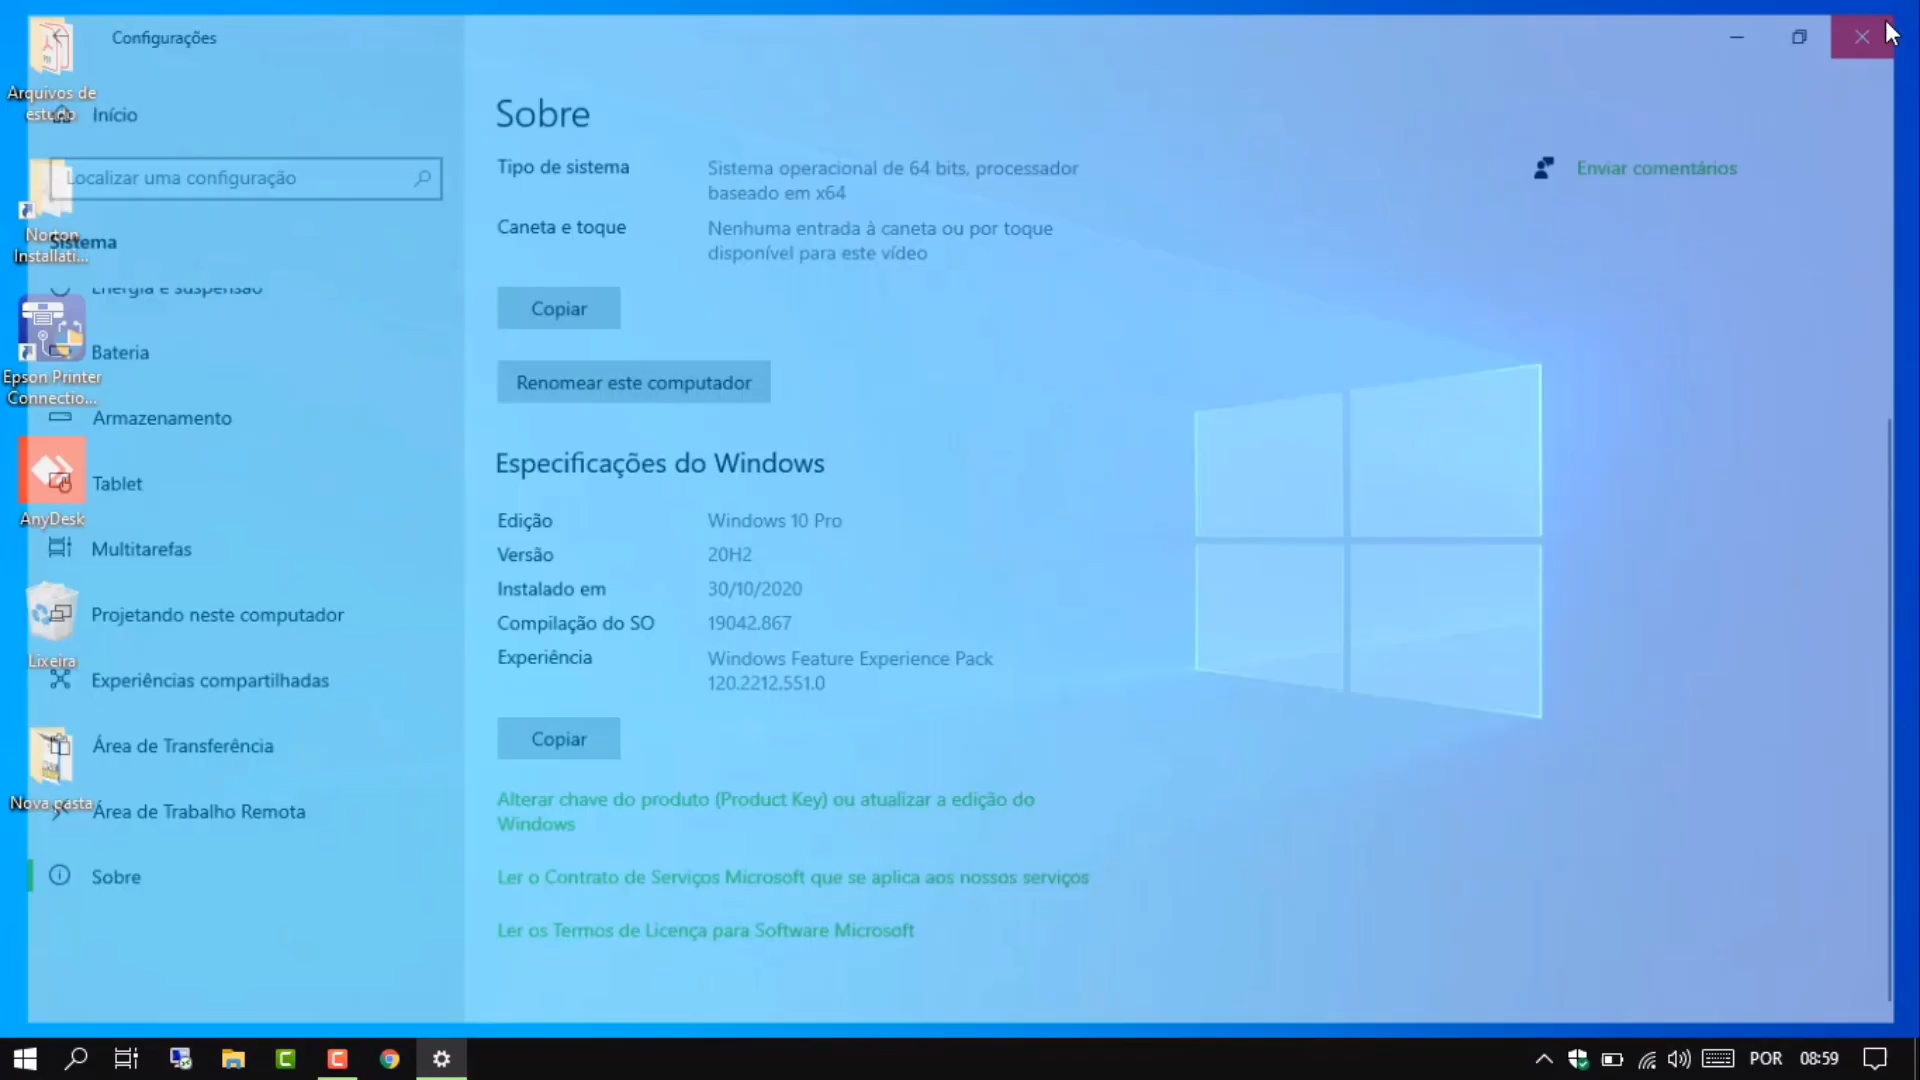 Configurações
Início
Localizar uma configuração
Sistema
Energia e suspensão
Bateria
Armazenamento
Tablet
Multitarefas
Projetando neste computador
Experiências compartilhadas
Área de Transferência
Área de Trabalho Remota
Sobre
Arquivos de
estudo
Norton
Installati...
Epson Printer
Connectio...
AnyDesk
Lixeira
Nova pasta
Sobre
Tipo de sistema
Sistema operacional de 64 bits, processador
baseado em x64
Caneta e toque
Nenhuma entrada à caneta ou por toque
disponível para este vídeo
Copiar
Renomear este computador
Especificações do Windows
Edição Windows 10 Pro
Versão 20H2
Instalado em 30/10/2020
Compilação do SO 19042.867
Experiência Windows Feature Experience Pack
120.2212.551.0
Copiar
Alterar chave do produto (Product Key) ou atualizar a edição do
Windows
Ler o Contrato de Serviços Microsoft que se aplica aos nossos serviços
Ler os Termos de Licença para Software Microsoft
Enviar comentários
POR 08:59